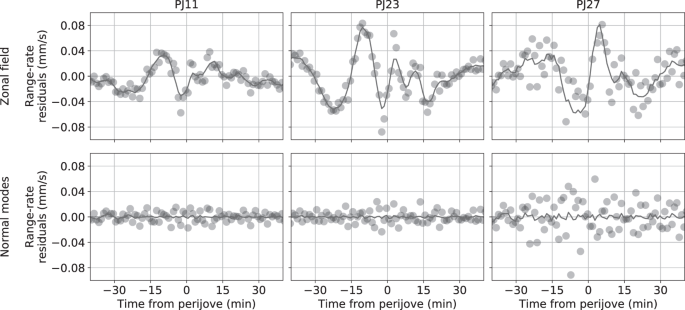 PJ11 PJ23 PJ27
Zonal field
Range-rate
residuals (mm/s)
0.08
0.04
0.00
−0.04
−0.08
Normal modes
Range-rate
residuals (mm/s)
0.08
0.04
0.00
−0.04
−0.08
−30 −15 0 15 30 −30 −15 0 15 30 −30 −15 0 15 30
Time from perijove (min) Time from perijove (min) Time from perijove (min)